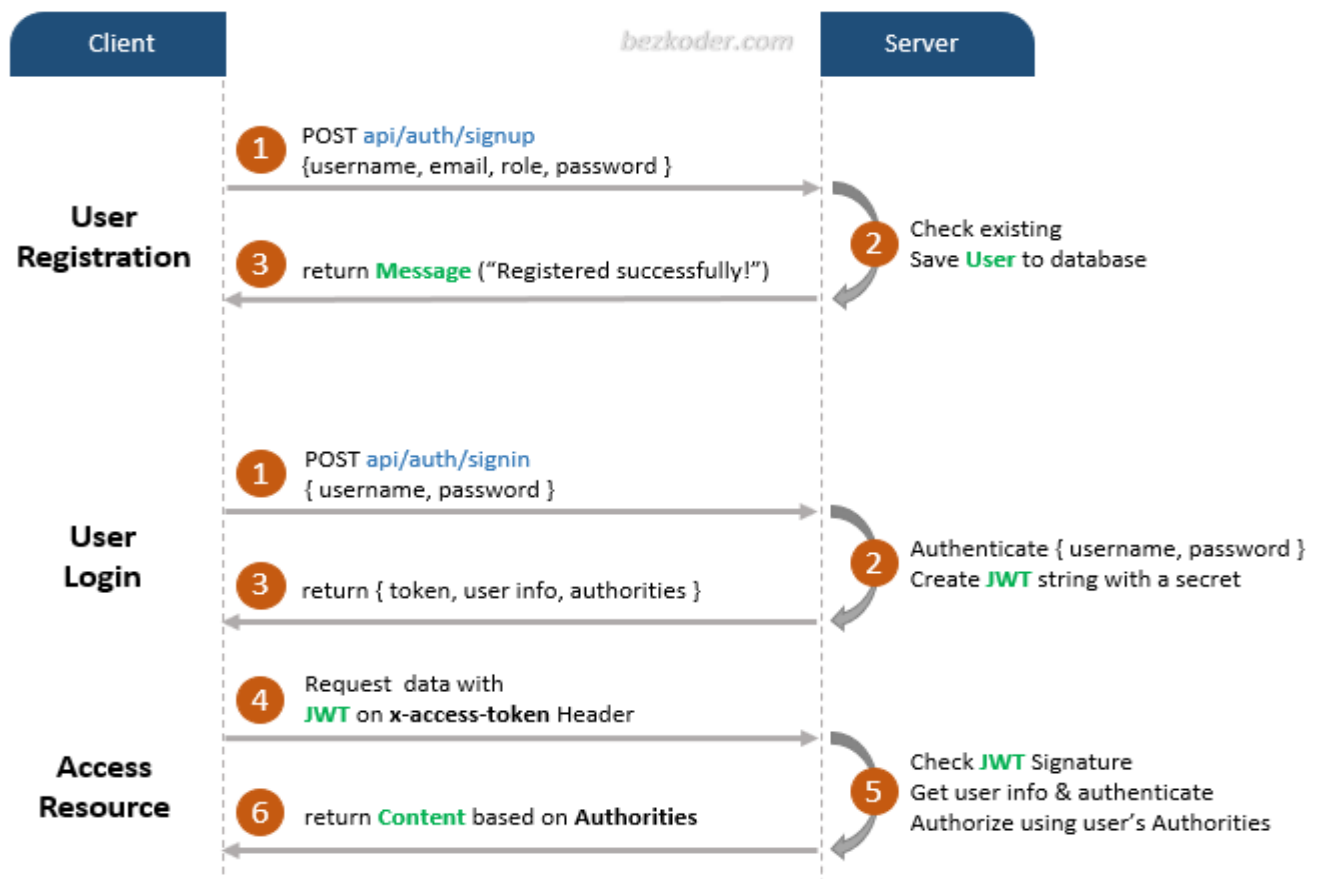 Client
bezkoder.com
Server
1
POST api/auth/signup
{username, email, role, password }
User
Registration
2
Check existing
Save User to database
3
return Message (“Registered successfully!”)
1
POST api/auth/signin
{ username, password }
User
Login
2
Authenticate { username, password }
Create JWT string with a secret
3
return { token, user info, authorities }
4
Request  data with
JWT on x-access-token Header
Access
Resource
5
Check JWT Signature
Get user info & authenticate
Authorize using user’s Authorities
6
return Content based on Authorities